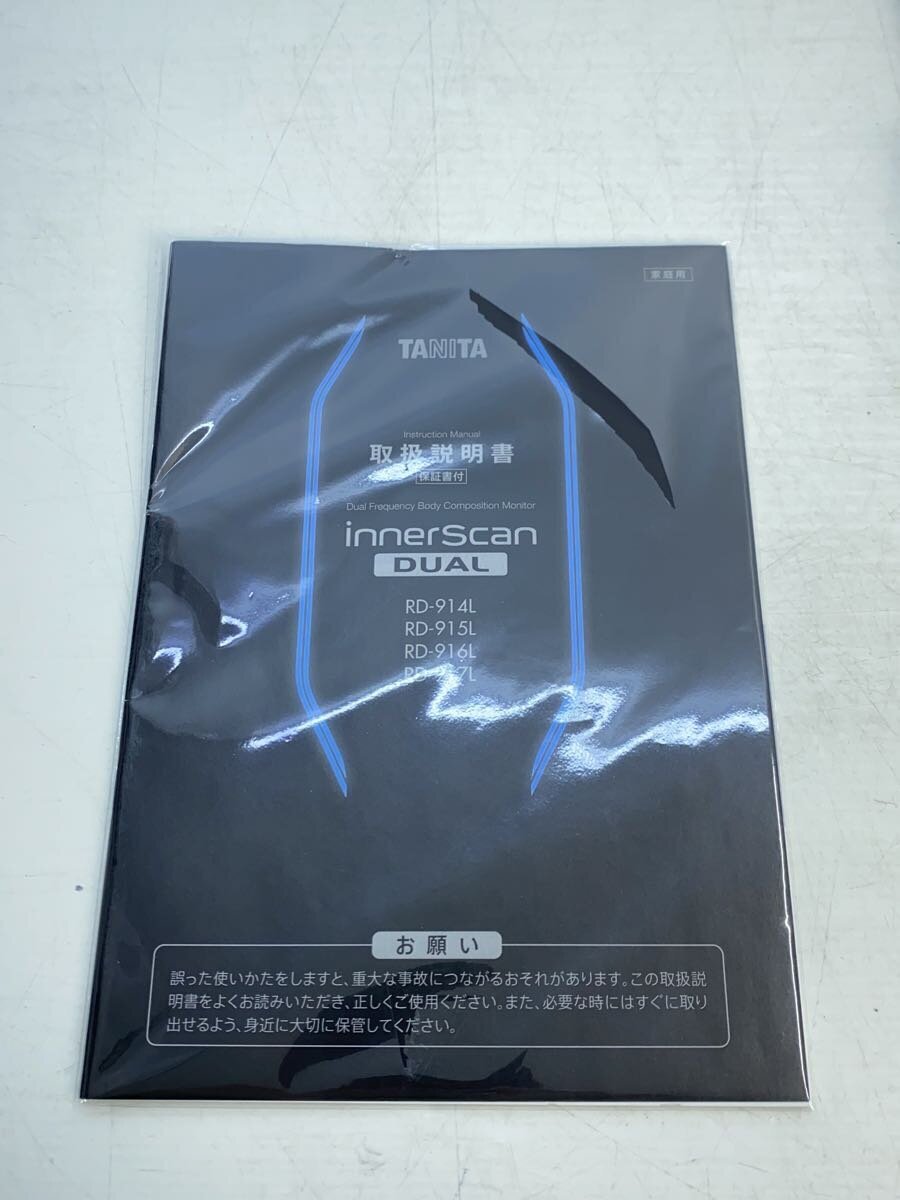 家庭用
TANITA
Instruction Manual
取扱説明書
保証書付
Dual Frequency Body Composition Monitor
innerScan
DUAL
RD-914L
RD-915L
RD-916L
RD-917L
お願い
誤った使いかたをしますと、重大な事故につながるおそれがあります。この取扱説
明書をよくお読みいただき、正しくご使用ください。また、必要な時にはすぐに取り
出せるよう、身近に大切に保管してください。